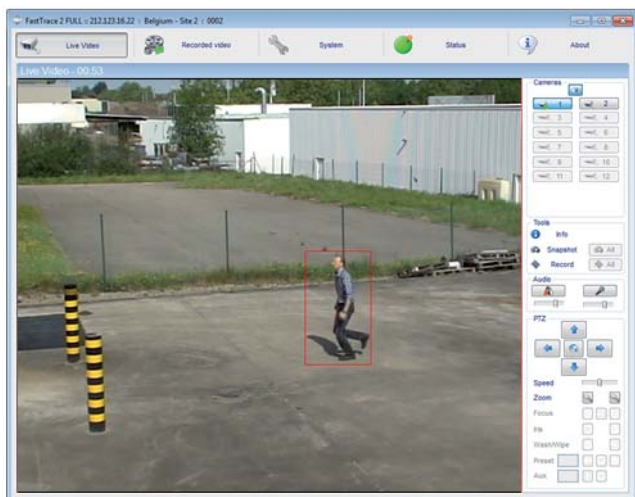 FastTrace 2 FULL :: 212.123.16.22 : Belgium - Site 2 : 0002
Live Video
Recorded video
System
Status
About
Live Video - 00:53
Cameras
1 2
3 4
5 6
7 8
9 10
11 12
Tools
Info
Snapshot All
Record All
Audio
PTZ
Speed
Zoom
Focus
Iris
Wash/Wipe
Preset
Aux